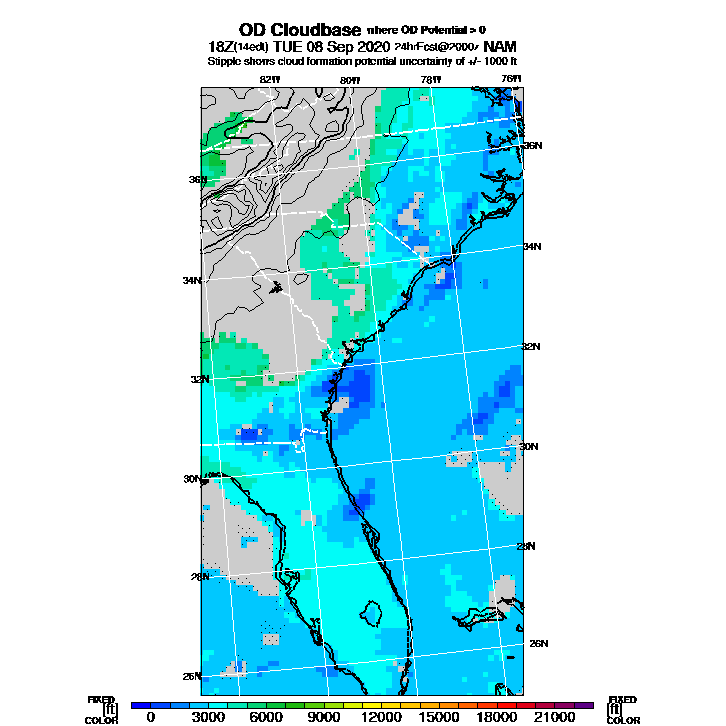 OD Cloudbase where OD Potential > 0
18Z(14edt) TUE 08 Sep 2020 24hrFcst@2000z NAM
Stipple shows cloud formation potential uncertainty of +/- 1000 ft
82W 80W 78W 76W
36N 36N
34N 34N
32N 32N
30N 30N
28N 28N
26N 26N
FIXED FIXED
[ft] [ft]
COLOR COLOR
0 3000 6000 9000 12000 15000 18000 21000